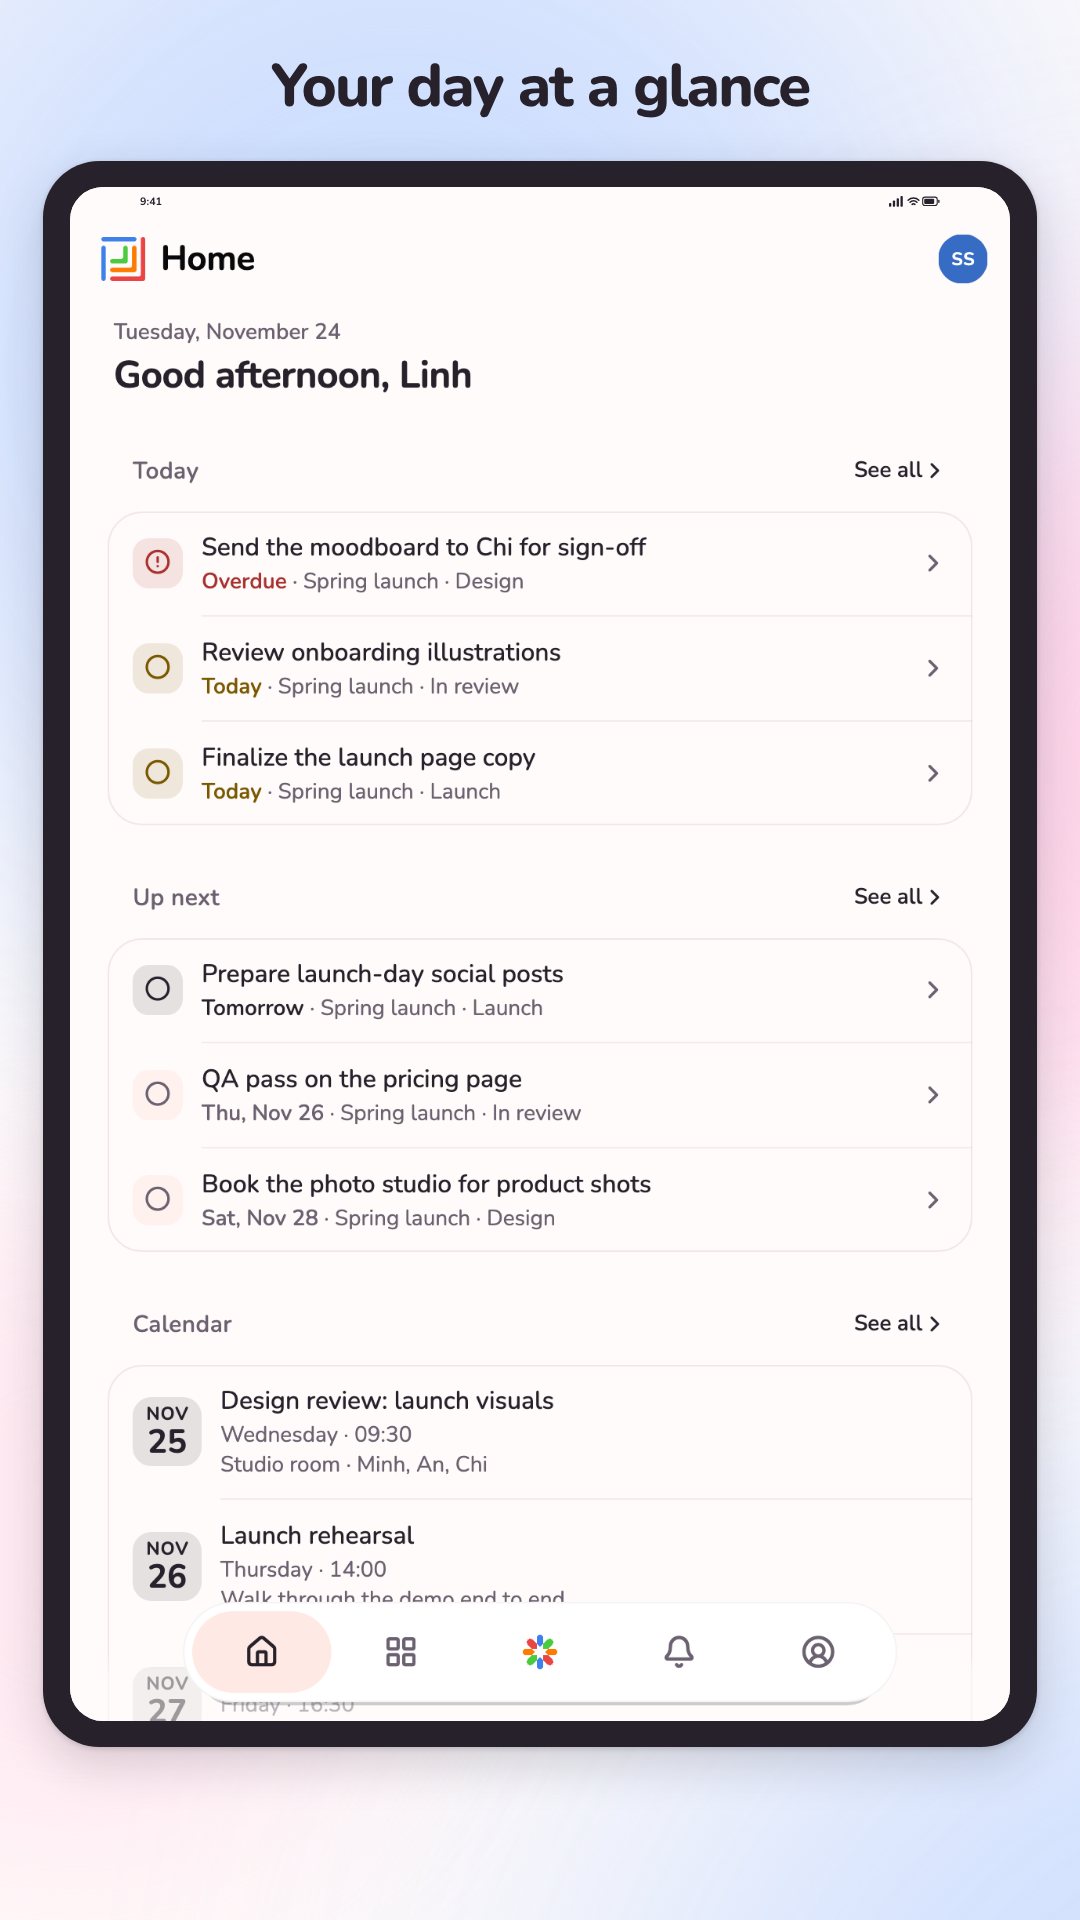 Your day at a glance
9:41
Home
SS
Tuesday, November 24
Good afternoon, Linh
Today
See all
Send the moodboard to Chi for sign-off
Overdue · Spring launch · Design
Review onboarding illustrations
Today · Spring launch · In review
Finalize the launch page copy
Today · Spring launch · Launch
Up next
See all
Prepare launch-day social posts
Tomorrow · Spring launch · Launch
QA pass on the pricing page
Thu, Nov 26 · Spring launch · In review
Book the photo studio for product shots
Sat, Nov 28 · Spring launch · Design
Calendar
See all
NOV
25
Design review: launch visuals
Wednesday · 09:30
Studio room · Minh, An, Chi
NOV
26
Launch rehearsal
Thursday · 14:00
Walk through the demo end to end
NOV
27
Friday · 16:30